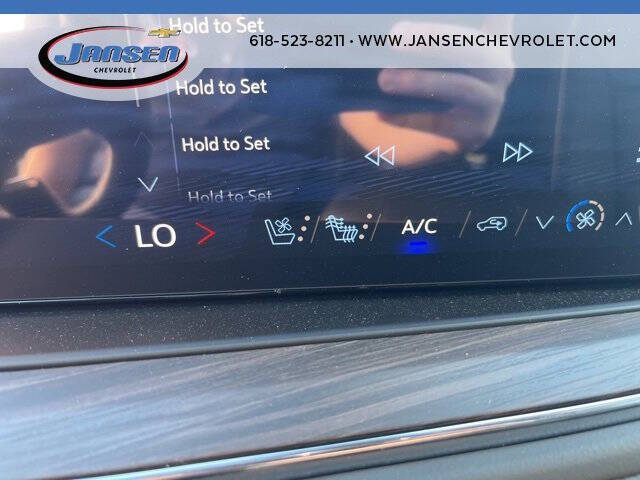 Hold to Set
JANSEN
CHEVROLET
618-523-8211 • WWW.JANSENCHEVROLET.COM
Hold to Set
Hold to Set
Hold to Set
LO
A/C